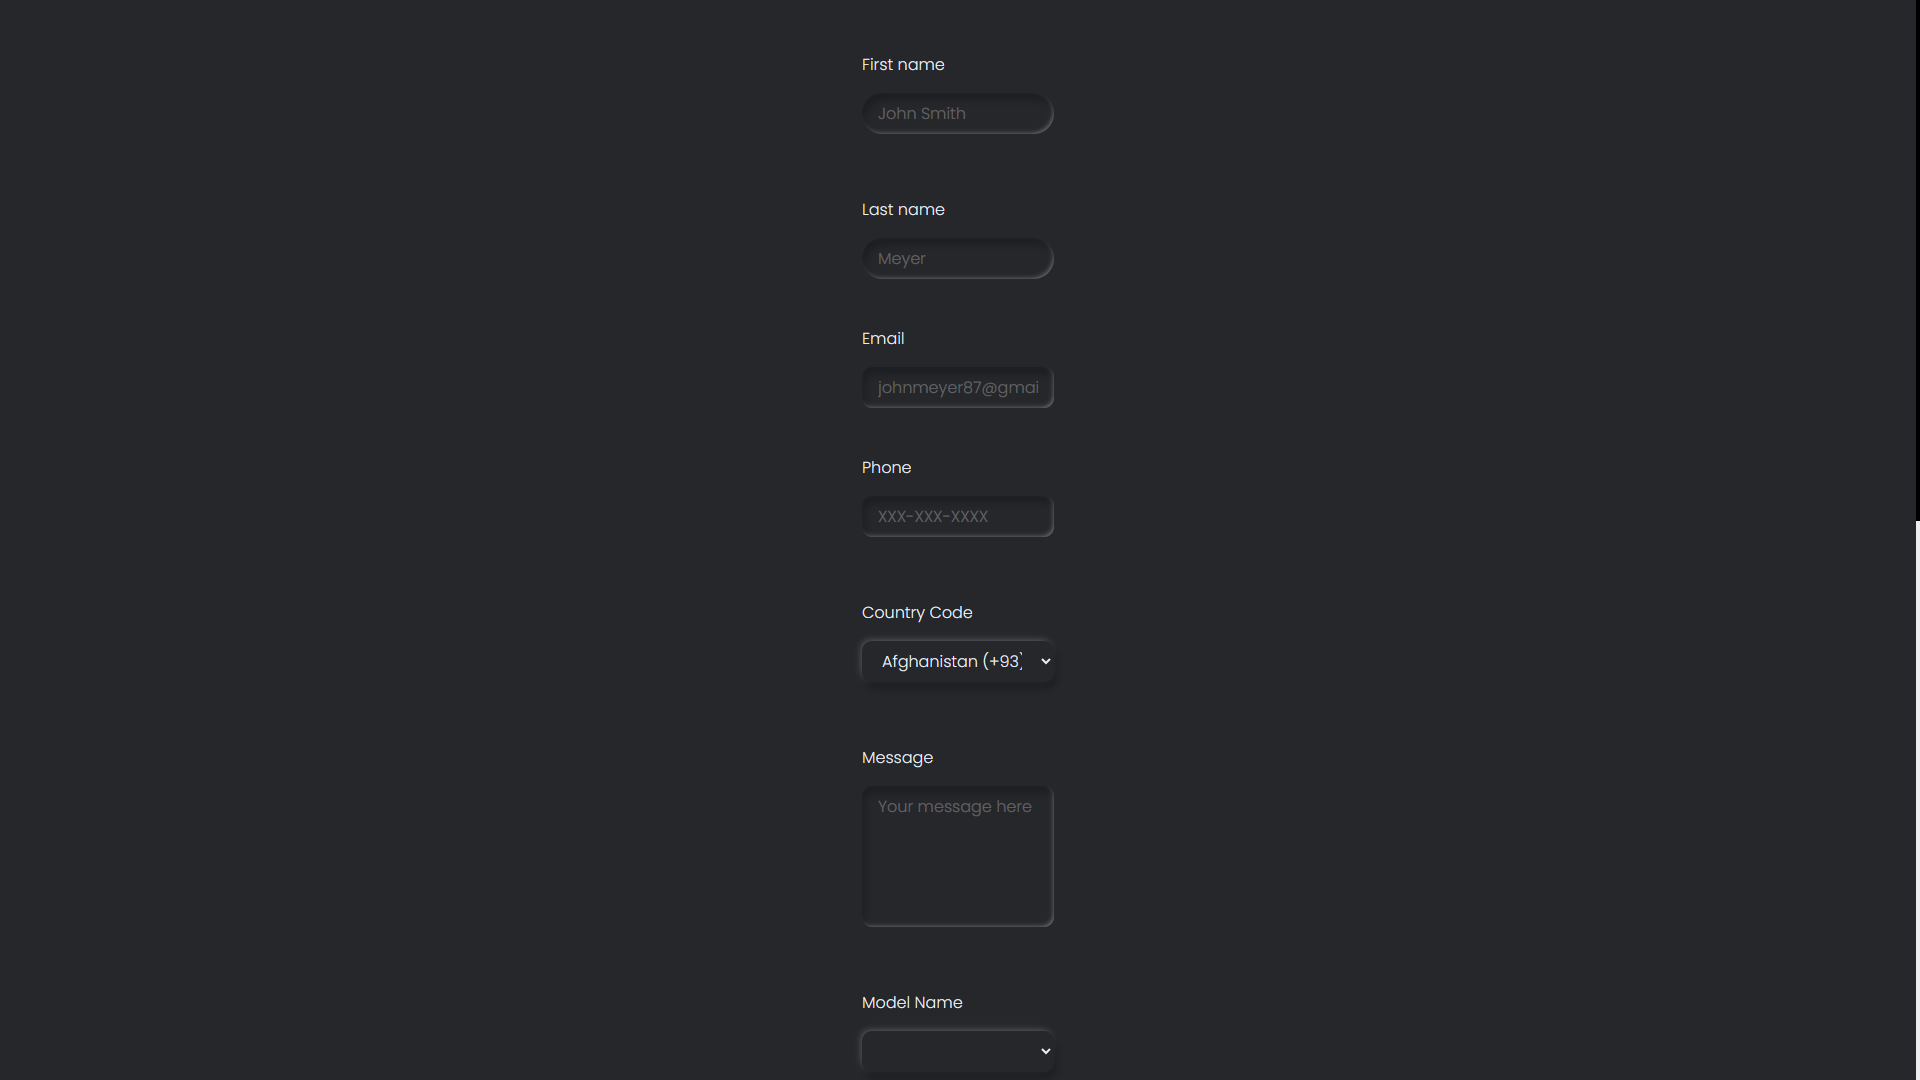 First name
John Smith
Last name
Meyer
Email
johnmeyer87@gmai
Phone
XXX-XXX-XXXX
Country Code
Afghanistan (+93)
Message
Your message here
Model Name